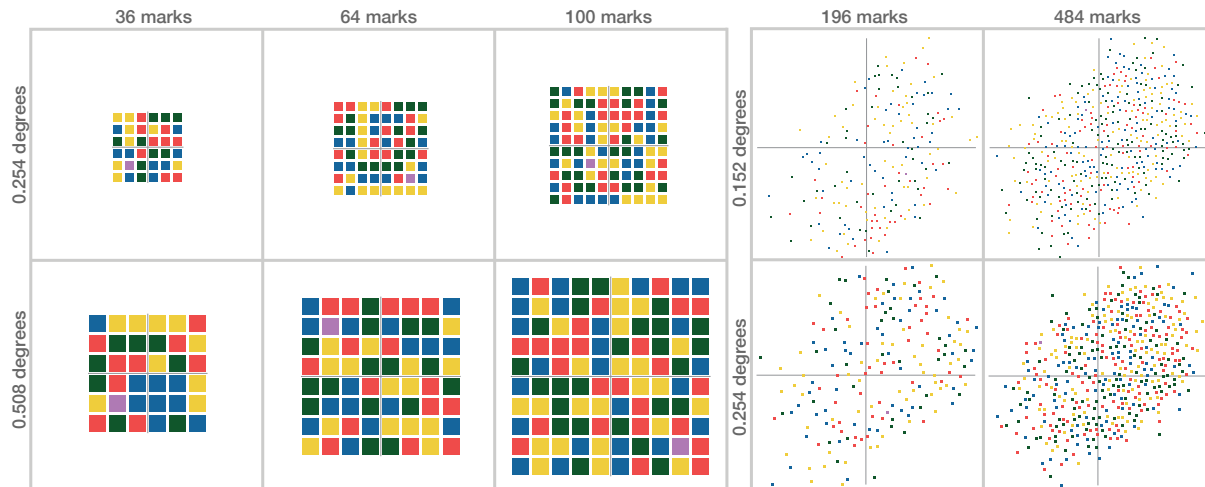 36 marks
64 marks
100 marks
196 marks
484 marks
0.254 degrees
0.152 degrees
0.508 degrees
0.254 degrees